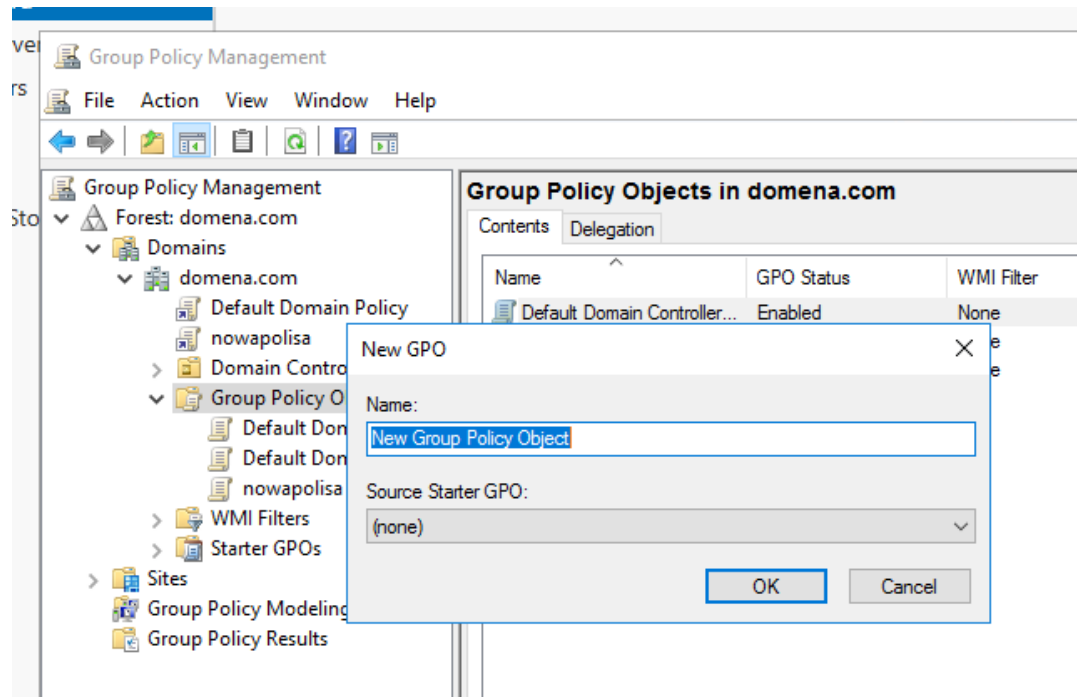 ver
rs
Sto
Group Policy Management
File Action View Window Help
Group Policy Management
Forest: domena.com
Domains
domena.com
Default Domain Policy
nowapolisa
Domain Contro
Group Policy O
Default Don
Default Don
nowapolisa
WMI Filters
Starter GPOs
Sites
Group Policy Modeling
Group Policy Results
Group Policy Objects in domena.com
Contents Delegation
Name GPO Status WMI Filter
Default Domain Controller... Enabled None
e
e
New GPO
Name:
New Group Policy Object
Source Starter GPO:
(none)
OK Cancel